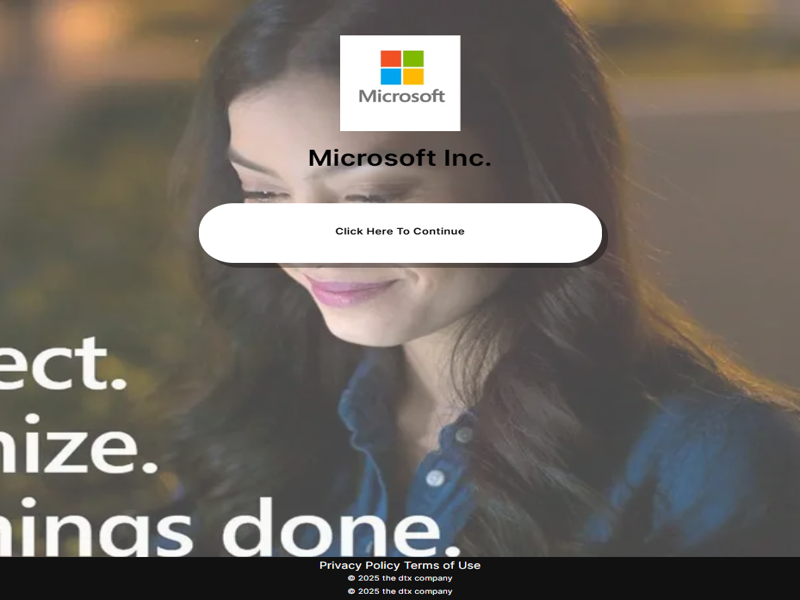 Microsoft
Microsoft Inc.
Click Here To Continue
ect.
nize.
nings done.
Privacy Policy Terms of Use
© 2025 the dtx company
© 2025 the dtx company